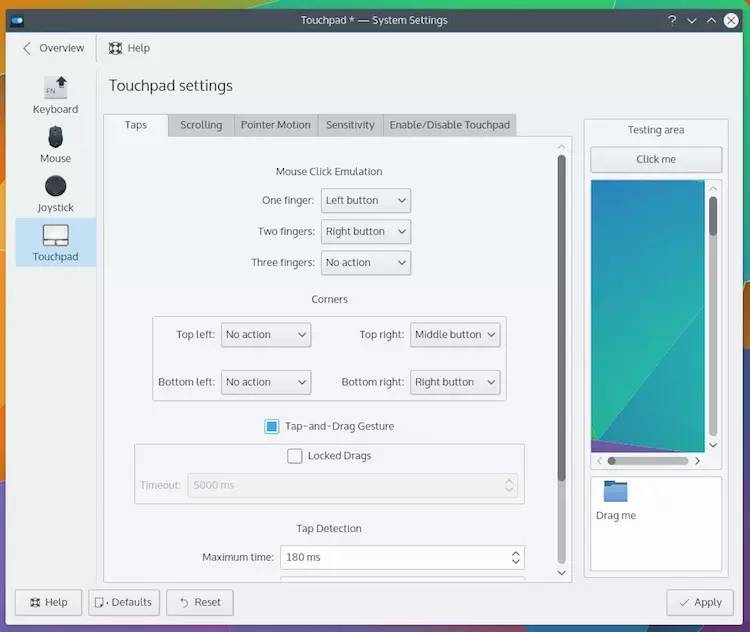 Touchpad * — System Settings
Overview
Help
FN
Keyboard
Mouse
Joystick
Touchpad
Touchpad settings
Taps Scrolling Pointer Motion Sensitivity Enable/Disable Touchpad
Mouse Click Emulation
One finger: Left button
Two fingers: Right button
Three fingers: No action
Corners
Top left: No action Top right: Middle button
Bottom left: No action Bottom right: Right button
Tap-and-Drag Gesture
Locked Drags
Timeout: 5000 ms
Tap Detection
Maximum time: 180 ms
Testing area
Click me
Drag me
Help Defaults Reset Apply